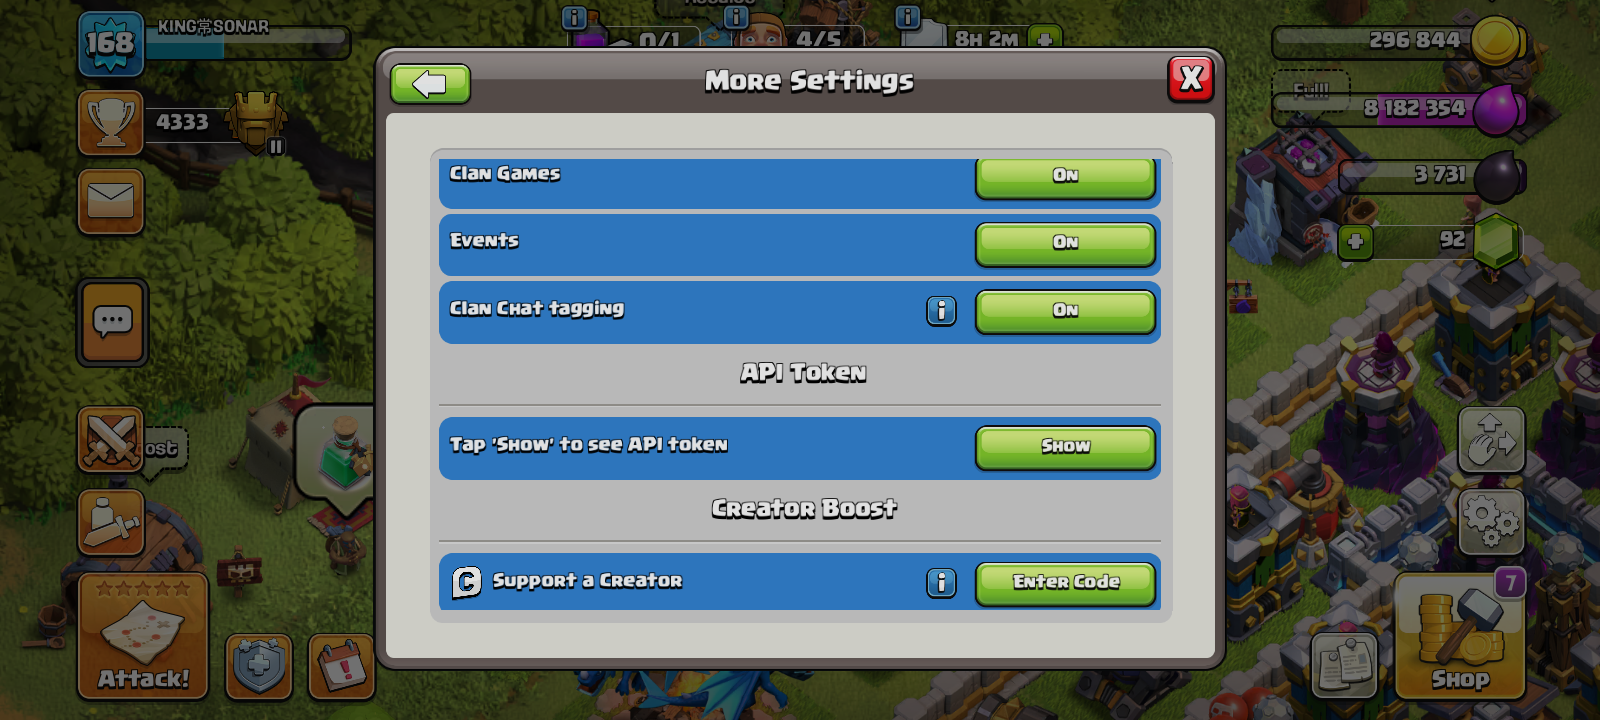 168
KING常SONAR
0/1
4/5
8H 2M
296 844
More Settings
X
Full!
8 182 354
4333
3 731
Clan Games
On
Events
On
92
Clan Chat tagging
i
On
API Token
Tap 'Show' to see API token
Show
Creator Boost
C
Support a Creator
i
Enter Code
7
Attack!
Shop